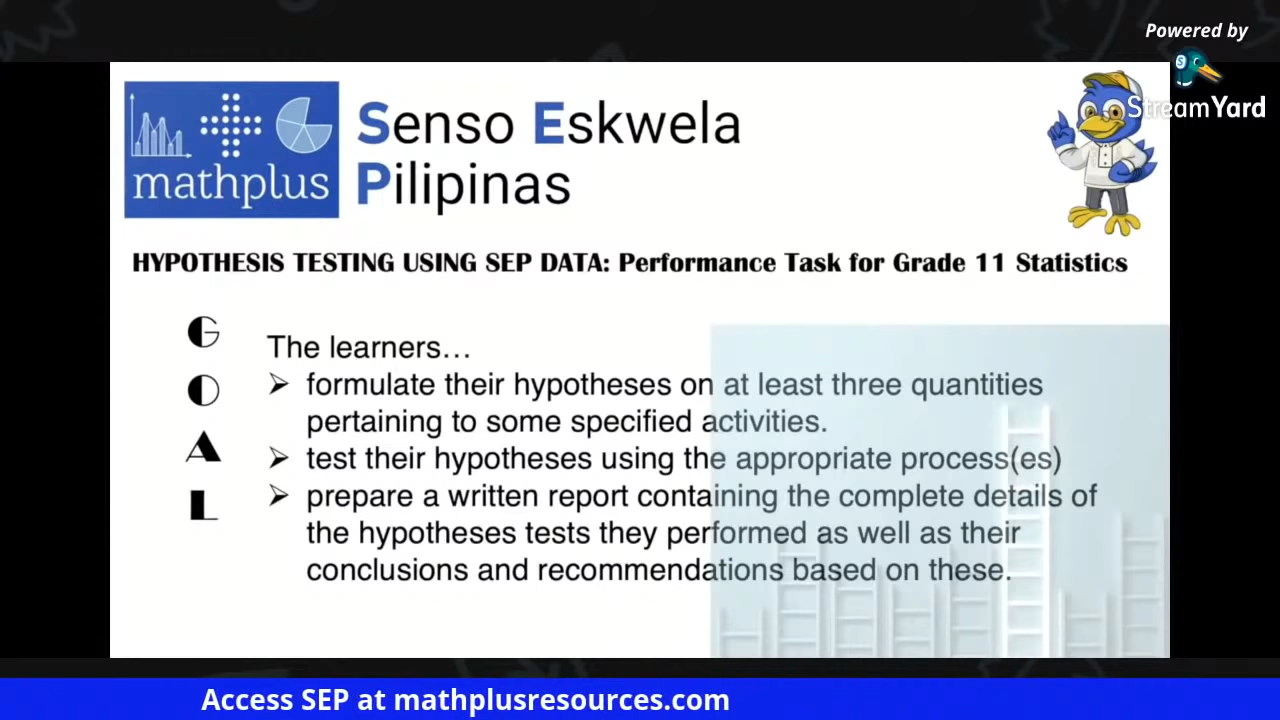 Powered by
StreamYard
mathplus
Senso Eskwela
Pilipinas
HYPOTHESIS TESTING USING SEP DATA: Performance Task for Grade 11 Statistics
G
O
A
L
The learners…
➢ formulate their hypotheses on at least three quantities
pertaining to some specified activities.
➢ test their hypotheses using the appropriate process(es)
➢ prepare a written report containing the complete details of
the hypotheses tests they performed as well as their
conclusions and recommendations based on these.
Access SEP at mathplusresources.com